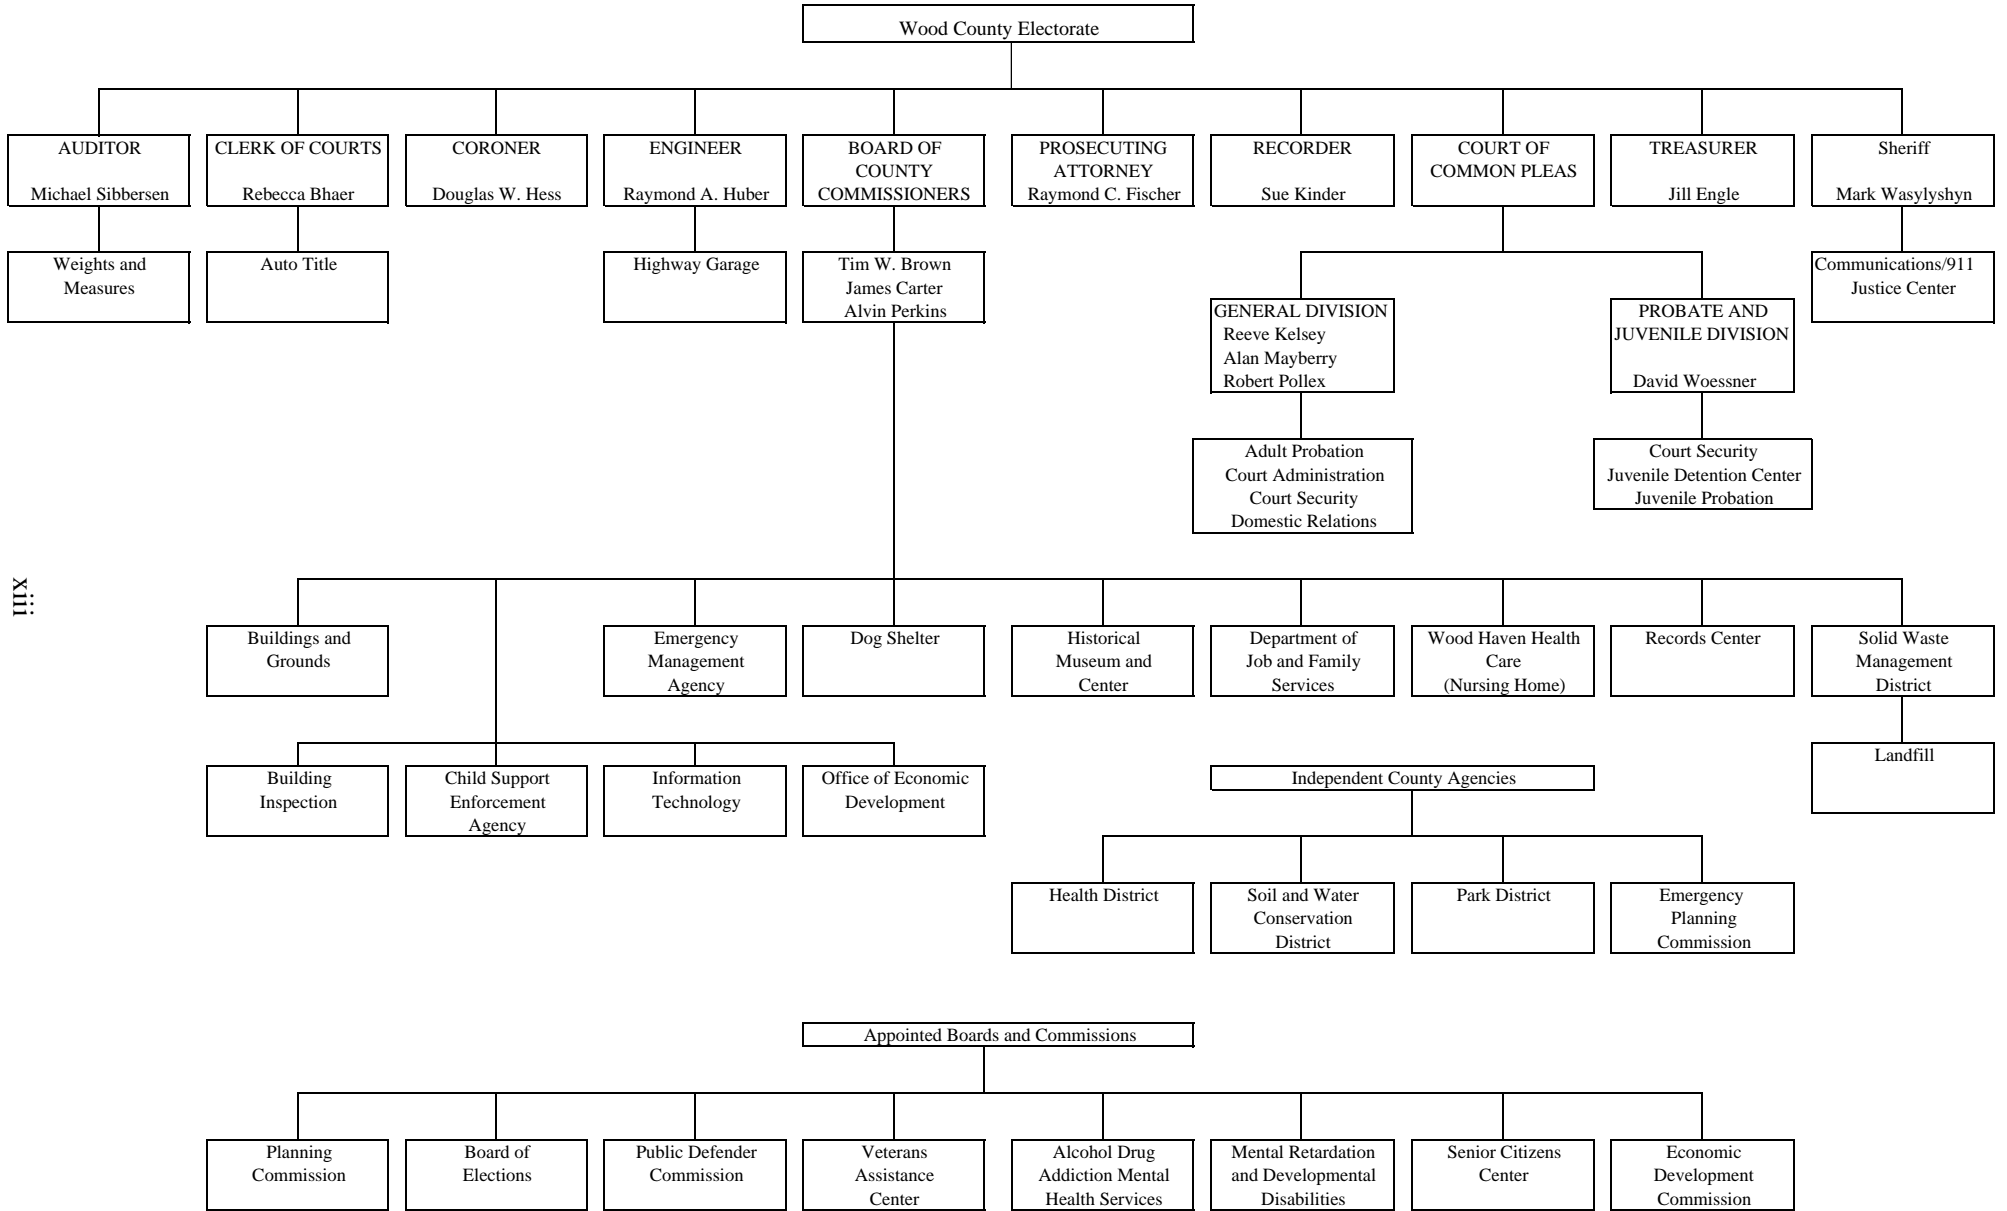 Wood County Electorate
AUDITOR
Michael Sibbersen
CLERK OF COURTS
Rebecca Bhaer
CORONER
Douglas W. Hess
ENGINEER
Raymond A. Huber
BOARD OF
COUNTY
COMMISSIONERS
PROSECUTING
ATTORNEY
Raymond C. Fischer
RECORDER
Sue Kinder
COURT OF
COMMON PLEAS
TREASURER
Jill Engle
Sheriff
Mark Wasylyshyn
Weights and
Measures
Auto Title
Highway Garage
Tim W. Brown
James Carter
Alvin Perkins
Communications/911
Justice Center
GENERAL DIVISION
Reeve Kelsey
Alan Mayberry
Robert Pollex
PROBATE AND
JUVENILE DIVISION
David Woessner
Adult Probation
Court Administration
Court Security
Domestic Relations
Court Security
Juvenile Detention Center
Juvenile Probation
xiii
Buildings and
Grounds
Emergency
Management
Agency
Dog Shelter
Historical
Museum and
Center
Department of
Job and Family
Services
Wood Haven Health
Care
(Nursing Home)
Records Center
Solid Waste
Management
District
Building
Inspection
Child Support
Enforcement
Agency
Information
Technology
Office of Economic
Development
Independent County Agencies
Landfill
Health District
Soil and Water
Conservation
District
Park District
Emergency
Planning
Commission
Appointed Boards and Commissions
Planning
Commission
Board of
Elections
Public Defender
Commission
Veterans
Assistance
Center
Alcohol Drug
Addiction Mental
Health Services
Mental Retardation
and Developmental
Disabilities
Senior Citizens
Center
Economic
Development
Commission